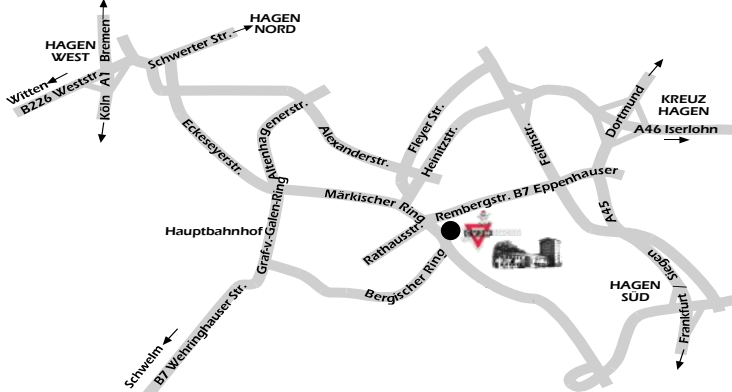 HAGEN
NORD
HAGEN
WEST
Bremen
Köln A1
Schwerter Str.
Witten
B226 Weststr.
Eckeseyerstr.
Altenhagenerstr.
Alexanderstr.
Fleyer Str.
Heinitzstr.
Feithstr.
Dortmund
KREUZ
HAGEN
A46 Iserlohn
Märkischer Ring
Rembergstr. B7 Eppenhauser
A45
Rathausstr.
Hauptbahnhof
Graf-v.-Galen-Ring
Bergischer Ring
HAGEN
SÜD
Siegen
Frankfurt
Schwelm
B7 Wehringhauser Str.